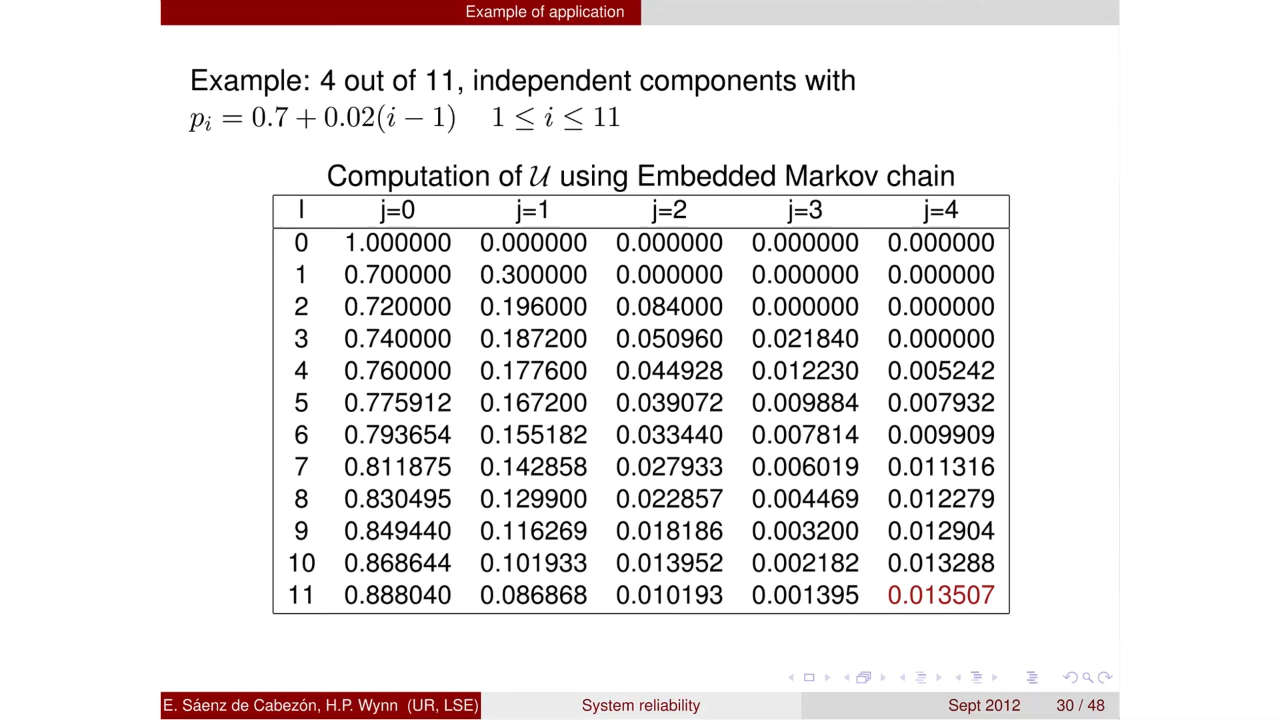 Example of application
Example: 4 out of 11, independent components with
p_i = 0.7 + 0.02(i − 1) 1 ≤ i ≤ 11
Computation of 𝒰 using Embedded Markov chain
l j=0 j=1 j=2 j=3 j=4
0 1.000000 0.000000 0.000000 0.000000 0.000000
1 0.700000 0.300000 0.000000 0.000000 0.000000
2 0.720000 0.196000 0.084000 0.000000 0.000000
3 0.740000 0.187200 0.050960 0.021840 0.000000
4 0.760000 0.177600 0.044928 0.012230 0.005242
5 0.775912 0.167200 0.039072 0.009884 0.007932
6 0.793654 0.155182 0.033440 0.007814 0.009909
7 0.811875 0.142858 0.027933 0.006019 0.011316
8 0.830495 0.129900 0.022857 0.004469 0.012279
9 0.849440 0.116269 0.018186 0.003200 0.012904
10 0.868644 0.101933 0.013952 0.002182 0.013288
11 0.888040 0.086868 0.010193 0.001395 0.013507
E. Sáenz de Cabezón, H.P. Wynn (UR, LSE) System reliability Sept 2012 30 / 48